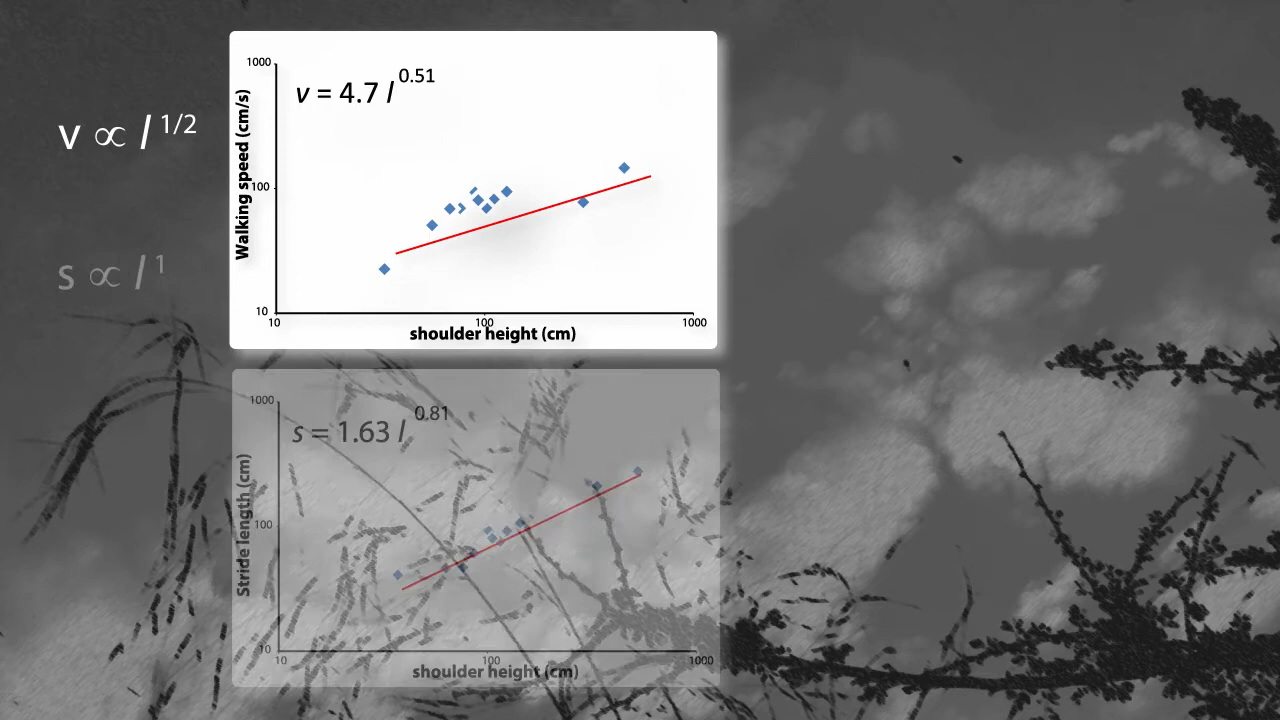 v ∝ l 1/2
s ∝ l 1
v = 4.7 l 0.51
Walking speed (cm/s)
1000
100
10
10 100 1000
shoulder height (cm)
s = 1.63 l 0.81
Stride length (cm)
1000
100
10
10 100 1000
shoulder height (cm)